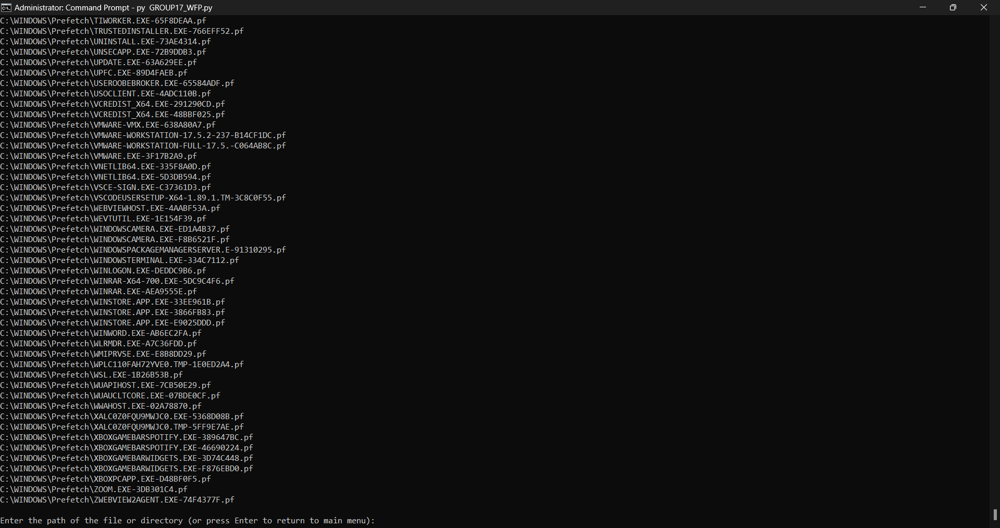 Administrator: Command Prompt - py  GROUP17_WFP.py
C:\WINDOWS\Prefetch\TIWORKER.EXE-65F8DEAA.pf
C:\WINDOWS\Prefetch\TRUSTEDINSTALLER.EXE-766EFF52.pf
C:\WINDOWS\Prefetch\UNINSTALL.EXE-73AE4314.pf
C:\WINDOWS\Prefetch\UNSECAPP.EXE-72B9DDB3.pf
C:\WINDOWS\Prefetch\UPDATE.EXE-63A629EE.pf
C:\WINDOWS\Prefetch\UPFC.EXE-89D4FAEB.pf
C:\WINDOWS\Prefetch\USEROOBEBROKER.EXE-65584ADF.pf
C:\WINDOWS\Prefetch\USOCLIENT.EXE-4ADC110B.pf
C:\WINDOWS\Prefetch\VCREDIST_X64.EXE-291290CD.pf
C:\WINDOWS\Prefetch\VCREDIST_X64.EXE-48BBF025.pf
C:\WINDOWS\Prefetch\VMWARE-VMX.EXE-638A80A7.pf
C:\WINDOWS\Prefetch\VMWARE-WORKSTATION-17.5.2-237-B14CF1DC.pf
C:\WINDOWS\Prefetch\VMWARE-WORKSTATION-FULL-17.5.-C064AB8C.pf
C:\WINDOWS\Prefetch\VMWARE.EXE-3F17B2A9.pf
C:\WINDOWS\Prefetch\VNETLIB64.EXE-335F8A0D.pf
C:\WINDOWS\Prefetch\VNETLIB64.EXE-5D3DB594.pf
C:\WINDOWS\Prefetch\VSCE-SIGN.EXE-C37361D3.pf
C:\WINDOWS\Prefetch\VSCODEUSERSETUP-X64-1.89.1.TM-3C8C0F55.pf
C:\WINDOWS\Prefetch\WEBVIEWHOST.EXE-4AABF53A.pf
C:\WINDOWS\Prefetch\WEVTUTIL.EXE-1E154F39.pf
C:\WINDOWS\Prefetch\WINDOWSCAMERA.EXE-ED1A4B37.pf
C:\WINDOWS\Prefetch\WINDOWSCAMERA.EXE-F8B6521F.pf
C:\WINDOWS\Prefetch\WINDOWSPACKAGEMANAGERSERVER.E-91310295.pf
C:\WINDOWS\Prefetch\WINDOWSTERMINAL.EXE-334C7112.pf
C:\WINDOWS\Prefetch\WINLOGON.EXE-DEDDC9B6.pf
C:\WINDOWS\Prefetch\WINRAR-X64-700.EXE-5DC9C4F6.pf
C:\WINDOWS\Prefetch\WINRAR.EXE-AEA9555E.pf
C:\WINDOWS\Prefetch\WINSTORE.APP.EXE-33EE961B.pf
C:\WINDOWS\Prefetch\WINSTORE.APP.EXE-3866FB83.pf
C:\WINDOWS\Prefetch\WINSTORE.APP.EXE-E9025DDD.pf
C:\WINDOWS\Prefetch\WINWORD.EXE-AB6EC2FA.pf
C:\WINDOWS\Prefetch\WLRMDR.EXE-A7C36FDD.pf
C:\WINDOWS\Prefetch\WMIPRVSE.EXE-E8B8DD29.pf
C:\WINDOWS\Prefetch\WPLC110FAH72YVE0.TMP-1E0ED2A4.pf
C:\WINDOWS\Prefetch\WSL.EXE-1B26B53B.pf
C:\WINDOWS\Prefetch\WUAPIHOST.EXE-7CB50E29.pf
C:\WINDOWS\Prefetch\WUAUCLTCORE.EXE-07BDE0CF.pf
C:\WINDOWS\Prefetch\WWAHOST.EXE-02A78870.pf
C:\WINDOWS\Prefetch\XALC0Z0FQU9MWJC0.EXE-5368D08B.pf
C:\WINDOWS\Prefetch\XALC0Z0FQU9MWJC0.TMP-5FF9E7AE.pf
C:\WINDOWS\Prefetch\XBOXGAMEBARSPOTIFY.EXE-389647BC.pf
C:\WINDOWS\Prefetch\XBOXGAMEBARSPOTIFY.EXE-46690224.pf
C:\WINDOWS\Prefetch\XBOXGAMEBARWIDGETS.EXE-3D74C448.pf
C:\WINDOWS\Prefetch\XBOXGAMEBARWIDGETS.EXE-F876EBD0.pf
C:\WINDOWS\Prefetch\XBOXPCAPP.EXE-D48BF0F5.pf
C:\WINDOWS\Prefetch\ZOOM.EXE-3DB301C4.pf
C:\WINDOWS\Prefetch\ZWEBVIEW2AGENT.EXE-74F4377F.pf
Enter the path of the file or directory (or press Enter to return to main menu):